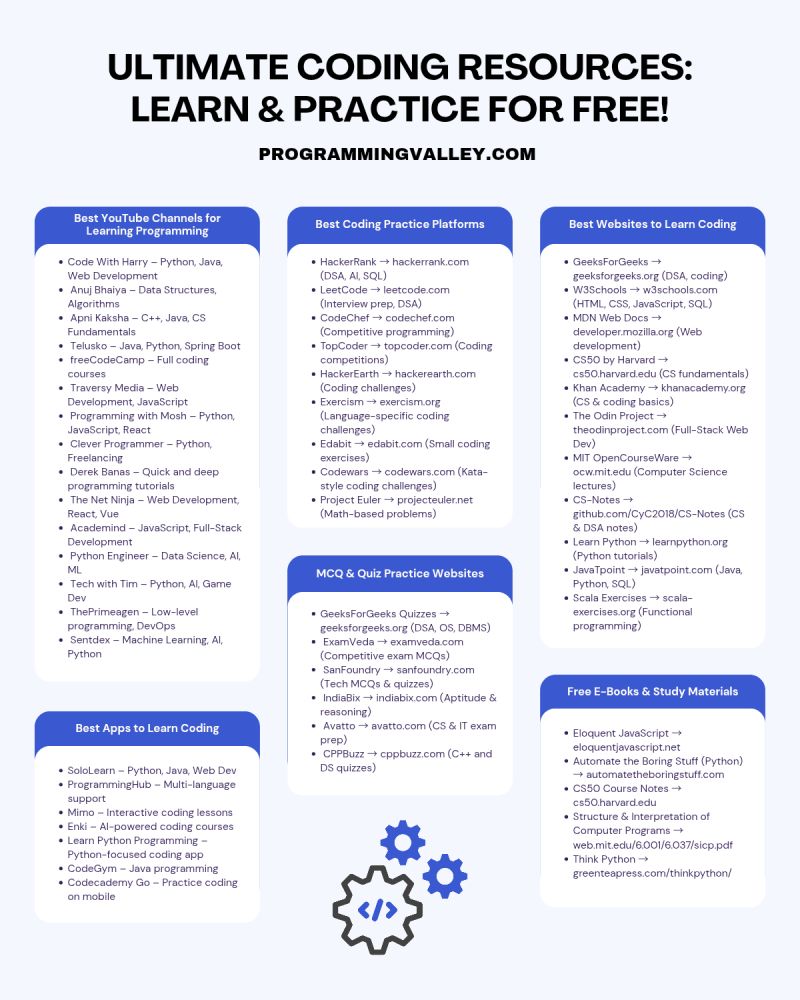 ULTIMATE CODING RESOURCES:
LEARN & PRACTICE FOR FREE!
PROGRAMMINGVALLEY.COM
Best YouTube Channels for
Learning Programming
• Code With Harry – Python, Java,
Web Development
• Anuj Bhaiya – Data Structures,
Algorithms
• Apni Kaksha – C++, Java, CS
Fundamentals
• Telusko – Java, Python, Spring Boot
• freeCodeCamp – Full coding
courses
• Traversy Media – Web
Development, JavaScript
• Programming with Mosh – Python,
JavaScript, React
• Clever Programmer – Python,
Freelancing
• Derek Banas – Quick and deep
programming tutorials
• The Net Ninja – Web Development,
React, Vue
• Academind – JavaScript, Full-Stack
Development
• Python Engineer – Data Science, AI,
ML
• Tech with Tim – Python, AI, Game
Dev
• ThePrimeagen – Low-level
programming, DevOps
• Sentdex – Machine Learning, AI,
Python
Best Apps to Learn Coding
• SoloLearn – Python, Java, Web Dev
• ProgrammingHub – Multi-language
support
• Mimo – Interactive coding lessons
• Enki – AI-powered coding courses
• Learn Python Programming –
Python-focused coding app
• CodeGym – Java programming
• Codecademy Go – Practice coding
on mobile
Best Coding Practice Platforms
• HackerRank → hackerrank.com
(DSA, AI, SQL)
• LeetCode → leetcode.com
(Interview prep, DSA)
• CodeChef → codechef.com
(Competitive programming)
• TopCoder → topcoder.com (Coding
competitions)
• HackerEarth → hackerearth.com
(Coding challenges)
• Exercism → exercism.org
(Language-specific coding
challenges)
• Edabit → edabit.com (Small coding
exercises)
• Codewars → codewars.com (Kata-
style coding challenges)
• Project Euler → projecteuler.net
(Math-based problems)
MCQ & Quiz Practice Websites
• GeeksForGeeks Quizzes →
geeksforgeeks.org (DSA, OS, DBMS)
• ExamVeda → examveda.com
(Competitive exam MCQs)
• SanFoundry → sanfoundry.com
(Tech MCQs & quizzes)
• IndiaBix → indiabix.com (Aptitude &
reasoning)
• Avatto → avatto.com (CS & IT exam
prep)
• CPPBuzz → cppbuzz.com (C++ and
DS quizzes)
</>
Best Websites to Learn Coding
• GeeksForGeeks →
geeksforgeeks.org (DSA, coding)
• W3Schools → w3schools.com
(HTML, CSS, JavaScript, SQL)
• MDN Web Docs →
developer.mozilla.org (Web
development)
• CS50 by Harvard →
cs50.harvard.edu (CS fundamentals)
• Khan Academy → khanacademy.org
(CS & coding basics)
• The Odin Project →
theodinproject.com (Full-Stack Web
Dev)
• MIT OpenCourseWare →
ocw.mit.edu (Computer Science
lectures)
• CS-Notes →
github.com/CyC2018/CS-Notes (CS
& DSA notes)
• Learn Python → learnpython.org
(Python tutorials)
• JavaTpoint → javatpoint.com (Java,
Python, SQL)
• Scala Exercises → scala-
exercises.org (Functional
programming)
Free E-Books & Study Materials
• Eloquent JavaScript →
eloquentjavascript.net
• Automate the Boring Stuff (Python)
→ automatetheboringstuff.com
• CS50 Course Notes →
cs50.harvard.edu
• Structure & Interpretation of
Computer Programs →
web.mit.edu/6.001/6.037/sicp.pdf
• Think Python →
greenteapress.com/thinkpython/